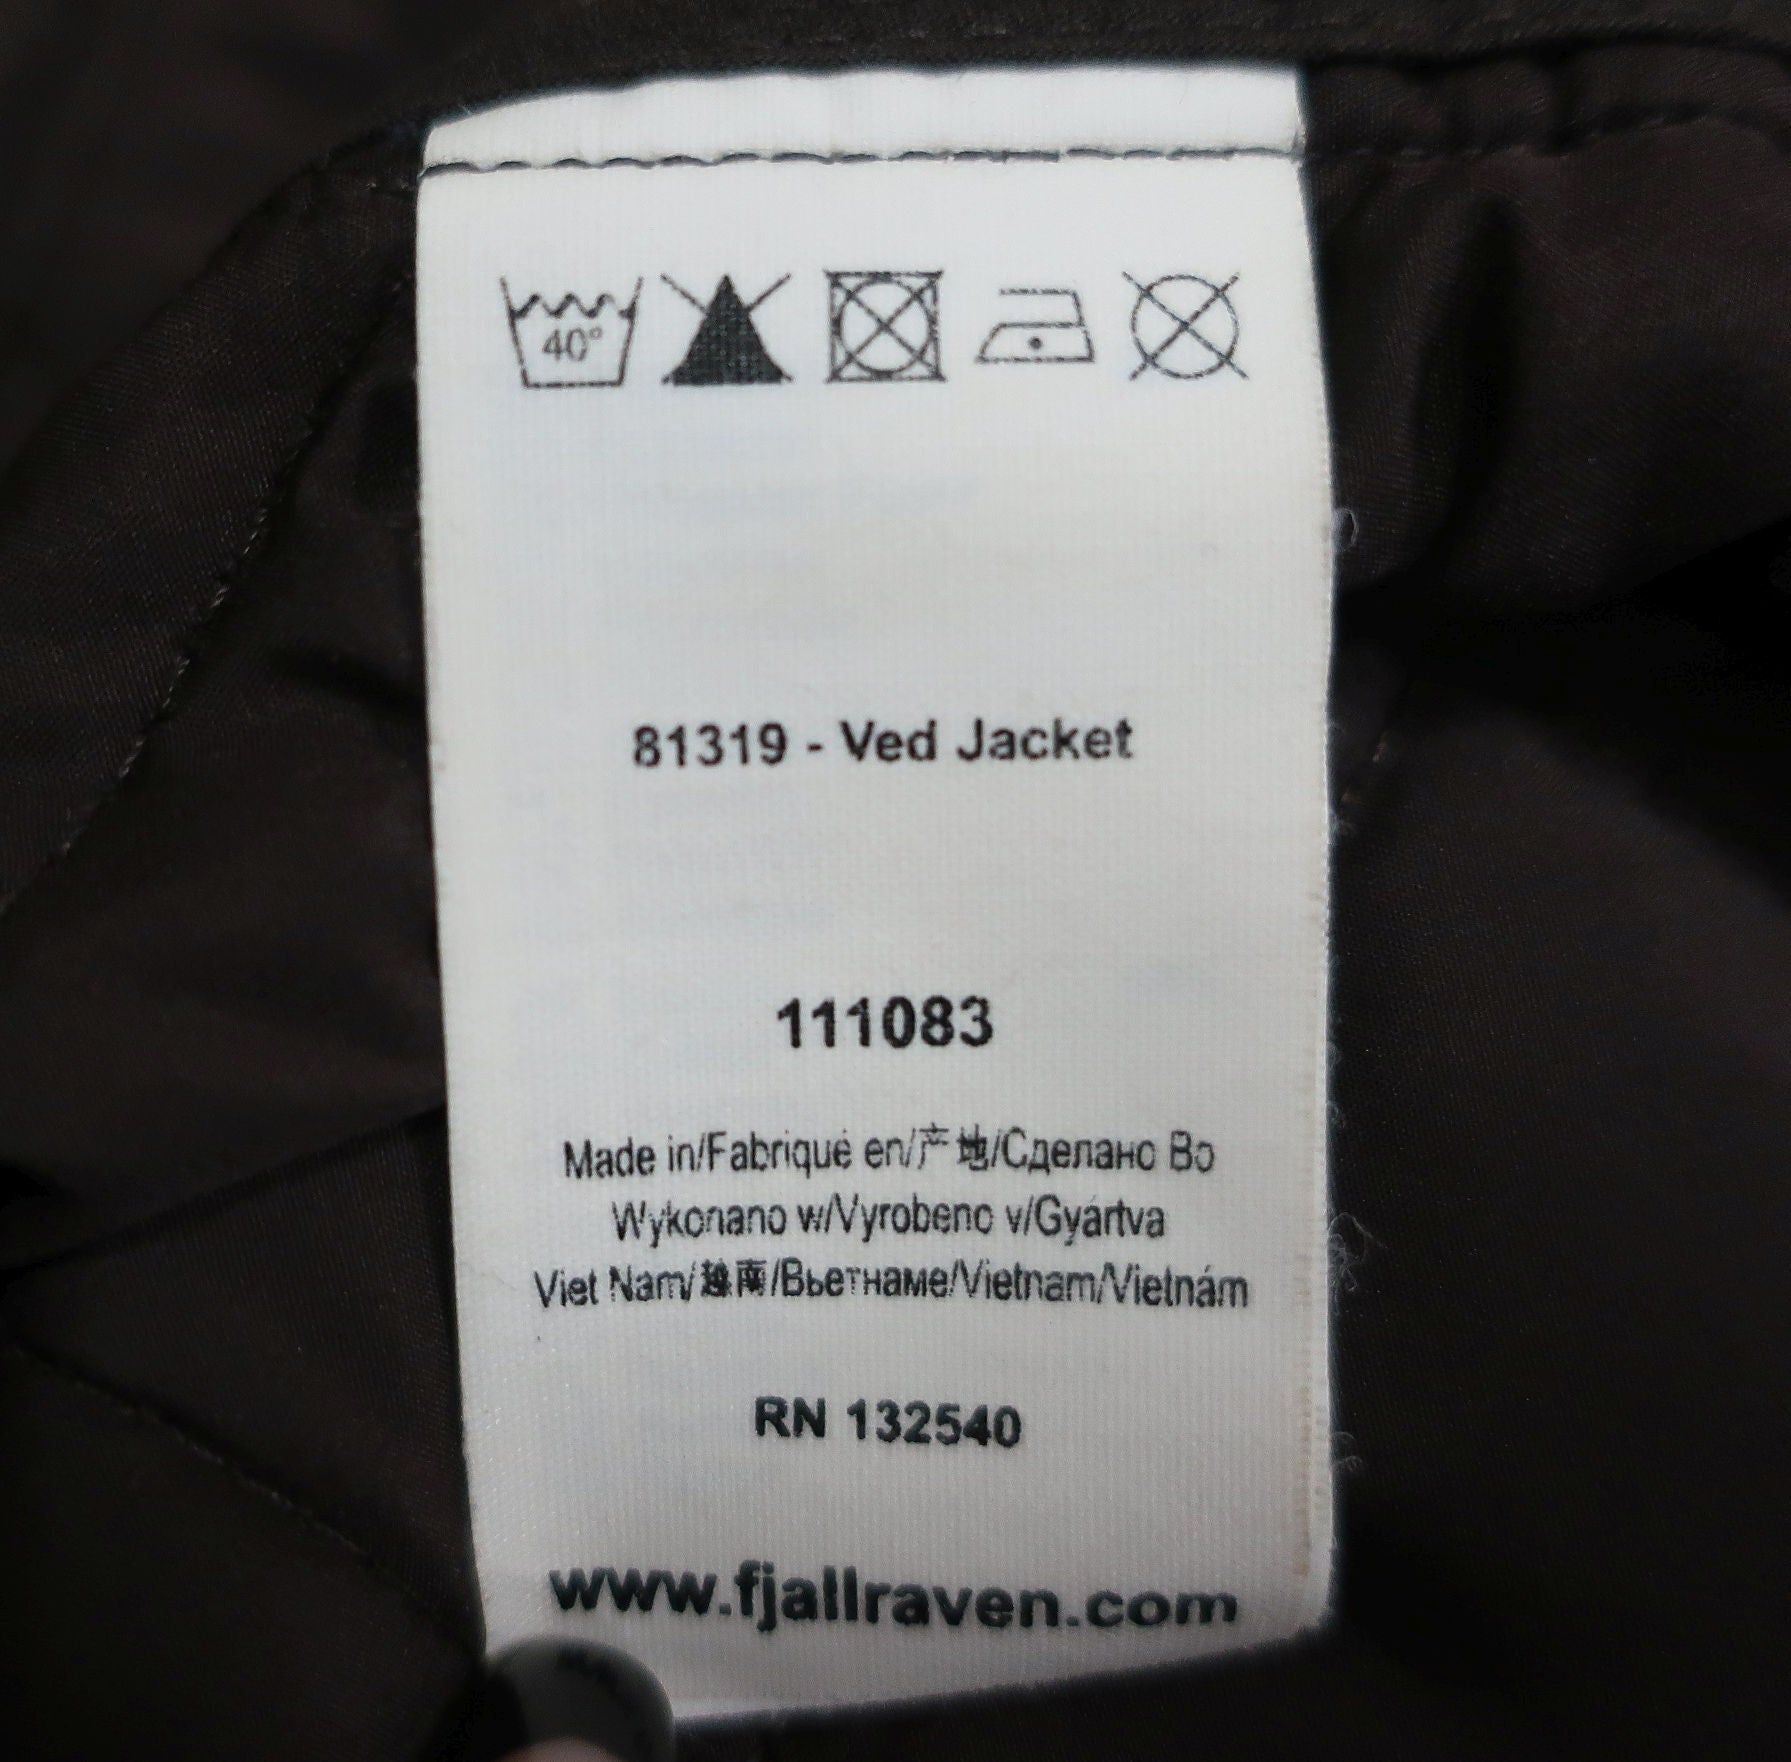 40°
81319 - Ved Jacket
111083
Made in/Fabriqué en/产地/Сделано Во
Wykonano w/Vyrobeno v/Gyártva
Viet Nam/越南/Вьетнаме/Vietnam/Vietnám
RN 132540
www.fjallraven.com